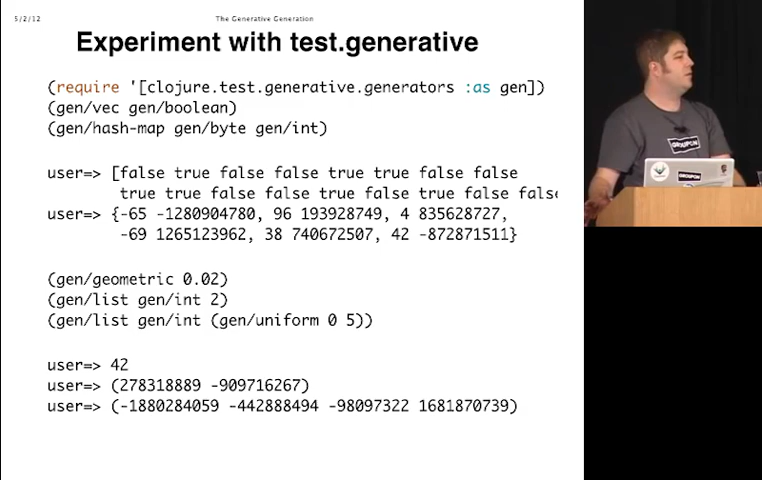 5/2/12
The Generative Generation
Experiment with test.generative
(require '[clojure.test.generative.generators :as gen])
(gen/vec gen/boolean)
(gen/hash-map gen/byte gen/int)
user=> [false true false false true true false false
true true false false true false true false false
user=> {-65 -1280904780, 96 193928749, 4 835628727,
-69 1265123962, 38 740672507, 42 -872871511}
(gen/geometric 0.02)
(gen/list gen/int 2)
(gen/list gen/int (gen/uniform 0 5))
user=> 42
user=> (278318889 -909716267)
user=> (-1880284059 -442888494 -98097322 1681870739)
GROUPON
GROUPON